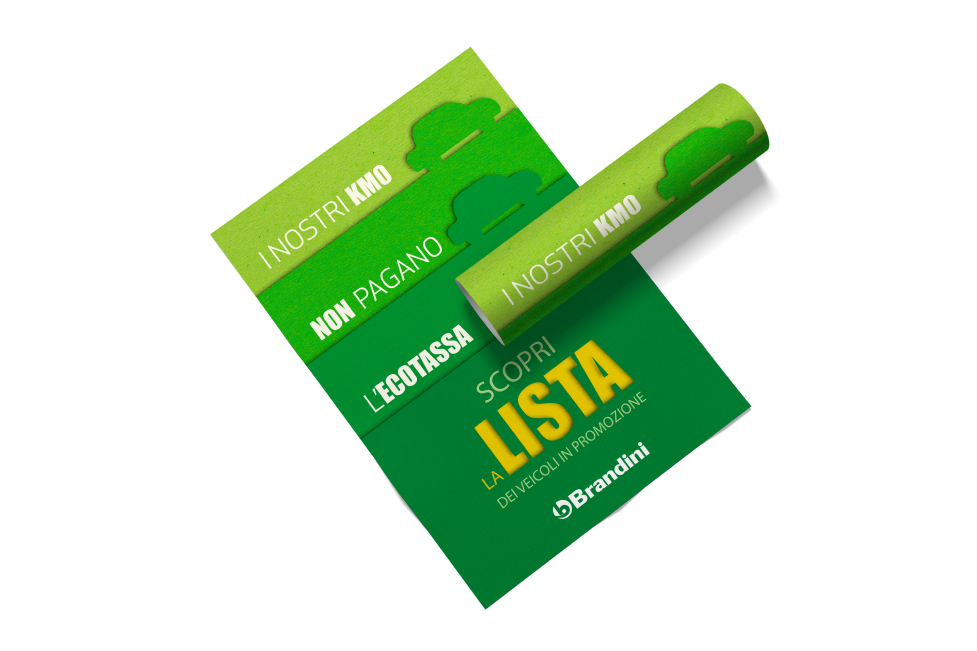 I NOSTRI KMO
NON PAGANO
L'ECOTASSA
SCOPRI
LA LISTA
DEI VEICOLI IN PROMOZIONE
Brandini
I NOSTRI KMO